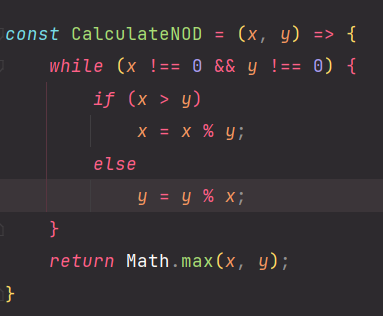 const CalculateNOD = (x, y) => {
    while (x !== 0 && y !== 0) {
        if (x > y)
            x = x % y;
        else
            y = y % x;
    }
    return Math.max(x, y);
}